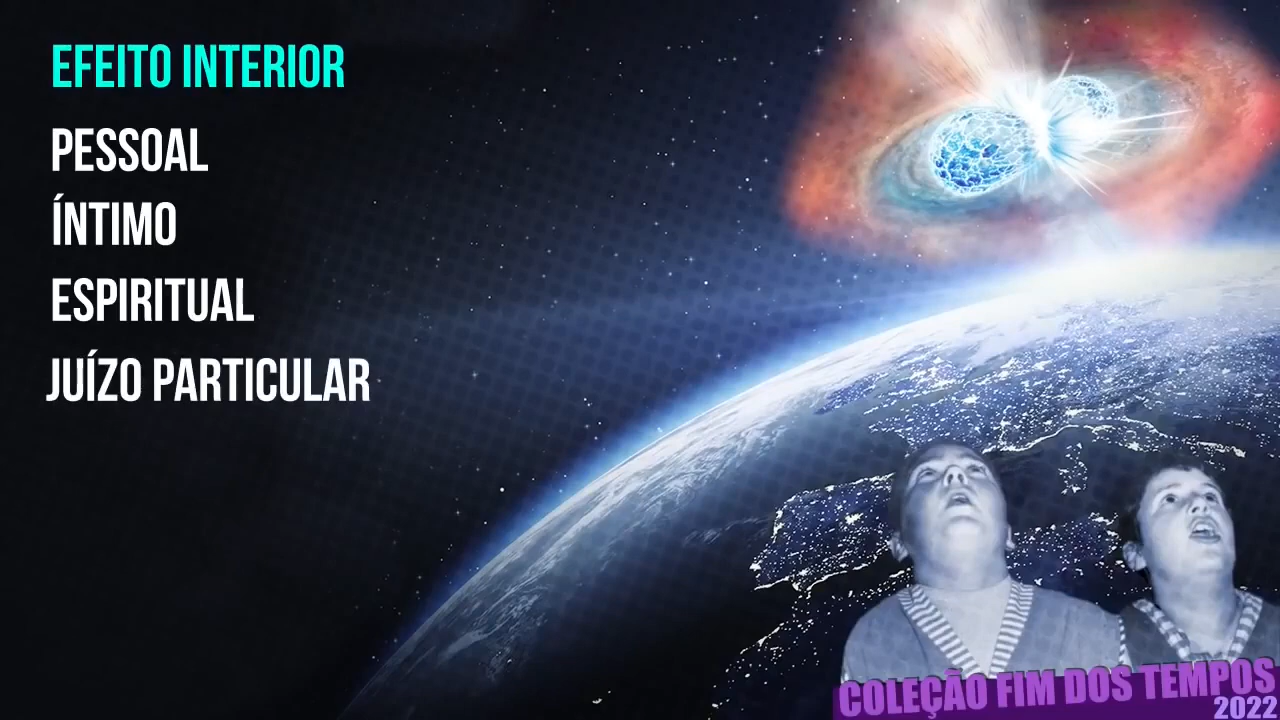 EFEITO INTERIOR
PESSOAL
ÍNTIMO
ESPIRITUAL
JUÍZO PARTICULAR
COLEÇÃO FIM DOS TEMPOS
2022